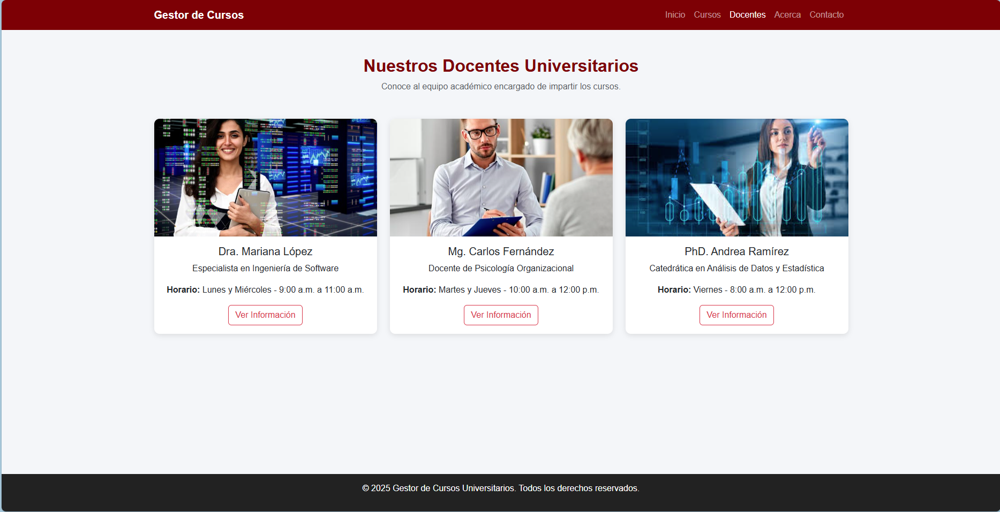 Gestor de Cursos
Inicio Cursos Docentes Acerca Contacto
Nuestros Docentes Universitarios
Conoce al equipo académico encargado de impartir los cursos.
Dra. Mariana López
Especialista en Ingeniería de Software
Horario: Lunes y Miércoles - 9:00 a.m. a 11:00 a.m.
Ver Información
Mg. Carlos Fernández
Docente de Psicología Organizacional
Horario: Martes y Jueves - 10:00 a.m. a 12:00 p.m.
Ver Información
PhD. Andrea Ramírez
Catedrática en Análisis de Datos y Estadística
Horario: Viernes - 8:00 a.m. a 12:00 p.m.
Ver Información
© 2025 Gestor de Cursos Universitarios. Todos los derechos reservados.